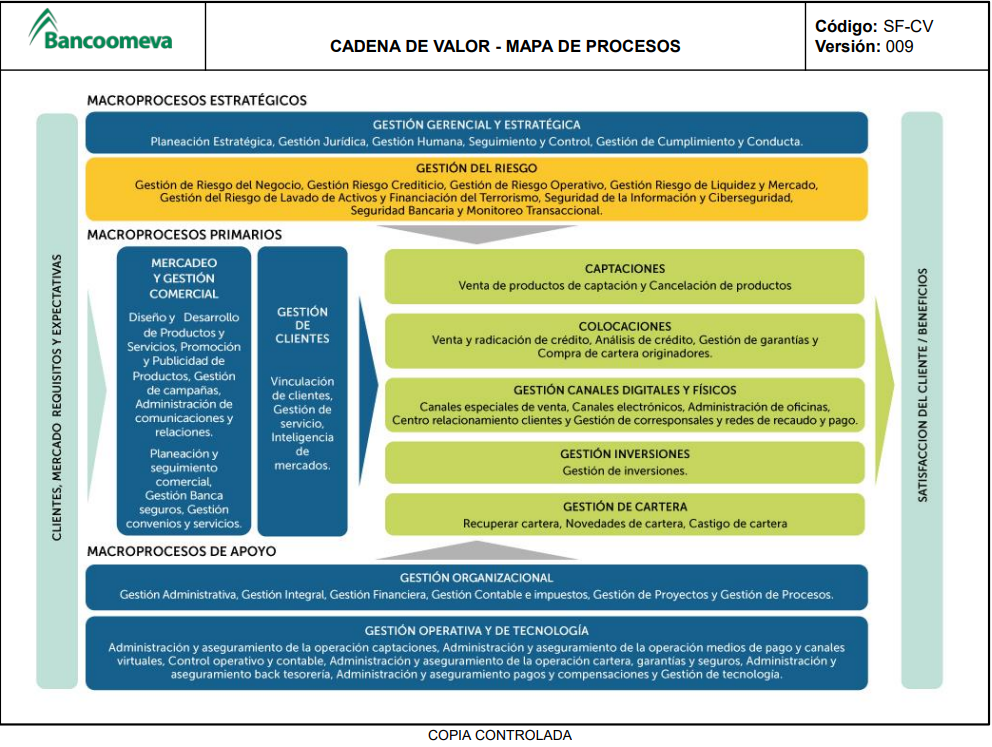 Bancoomeva
CADENA DE VALOR - MAPA DE PROCESOS
Código: SF-CV
Versión: 009
MACROPROCESOS ESTRATÉGICOS
GESTIÓN GERENCIAL Y ESTRATÉGICA
Planeación Estratégica, Gestión Jurídica, Gestión Humana, Seguimiento y Control, Gestión de Cumplimiento y Conducta.
GESTIÓN DEL RIESGO
Gestión de Riesgo del Negocio, Gestión Riesgo Crediticio, Gestión de Riesgo Operativo, Gestión Riesgo de Liquidez y Mercado,
Gestión del Riesgo de Lavado de Activos y Financiación del Terrorismo, Seguridad de la Información y Ciberseguridad,
Seguridad Bancaria y Monitoreo Transaccional.
MACROPROCESOS PRIMARIOS
CLIENTES, MERCADO REQUISITOS Y EXPECTATIVAS
MERCADEO
Y GESTIÓN
COMERCIAL
Diseño y Desarrollo
de Productos y
Servicios, Promoción
y Publicidad de
Productos, Gestión
de campañas,
Administración de
comunicaciones y
relaciones.
Planeación y
seguimiento
comercial,
Gestión Banca
seguros, Gestión
convenios y servicios.
GESTIÓN
DE
CLIENTES
Vinculación
de clientes,
Gestión de
servicio,
Inteligencia
de
mercados.
CAPTACIONES
Venta de productos de captación y Cancelación de productos
COLOCACIONES
Venta y radicación de crédito, Análisis de crédito, Gestión de garantías y
Compra de cartera originadores.
GESTIÓN CANALES DIGITALES Y FÍSICOS
Canales especiales de venta, Canales electrónicos, Administración de oficinas,
Centro relacionamiento clientes y Gestión de corresponsales y redes de recaudo y pago.
GESTIÓN INVERSIONES
Gestión de inversiones.
GESTIÓN DE CARTERA
Recuperar cartera, Novedades de cartera, Castigo de cartera
SATISFACCION DEL CLIENTE / BENEFICIOS
MACROPROCESOS DE APOYO
GESTIÓN ORGANIZACIONAL
Gestión Administrativa, Gestión Integral, Gestión Financiera, Gestión Contable e impuestos, Gestión de Proyectos y Gestión de Procesos.
GESTIÓN OPERATIVA Y DE TECNOLOGÍA
Administración y aseguramiento de la operación captaciones, Administración y aseguramiento de la operación medios de pago y canales
virtuales, Control operativo y contable, Administración y aseguramiento de la operación cartera, garantías y seguros, Administración y
aseguramiento back tesorería, Administración y aseguramiento pagos y compensaciones y Gestión de tecnología.
COPIA CONTROLADA